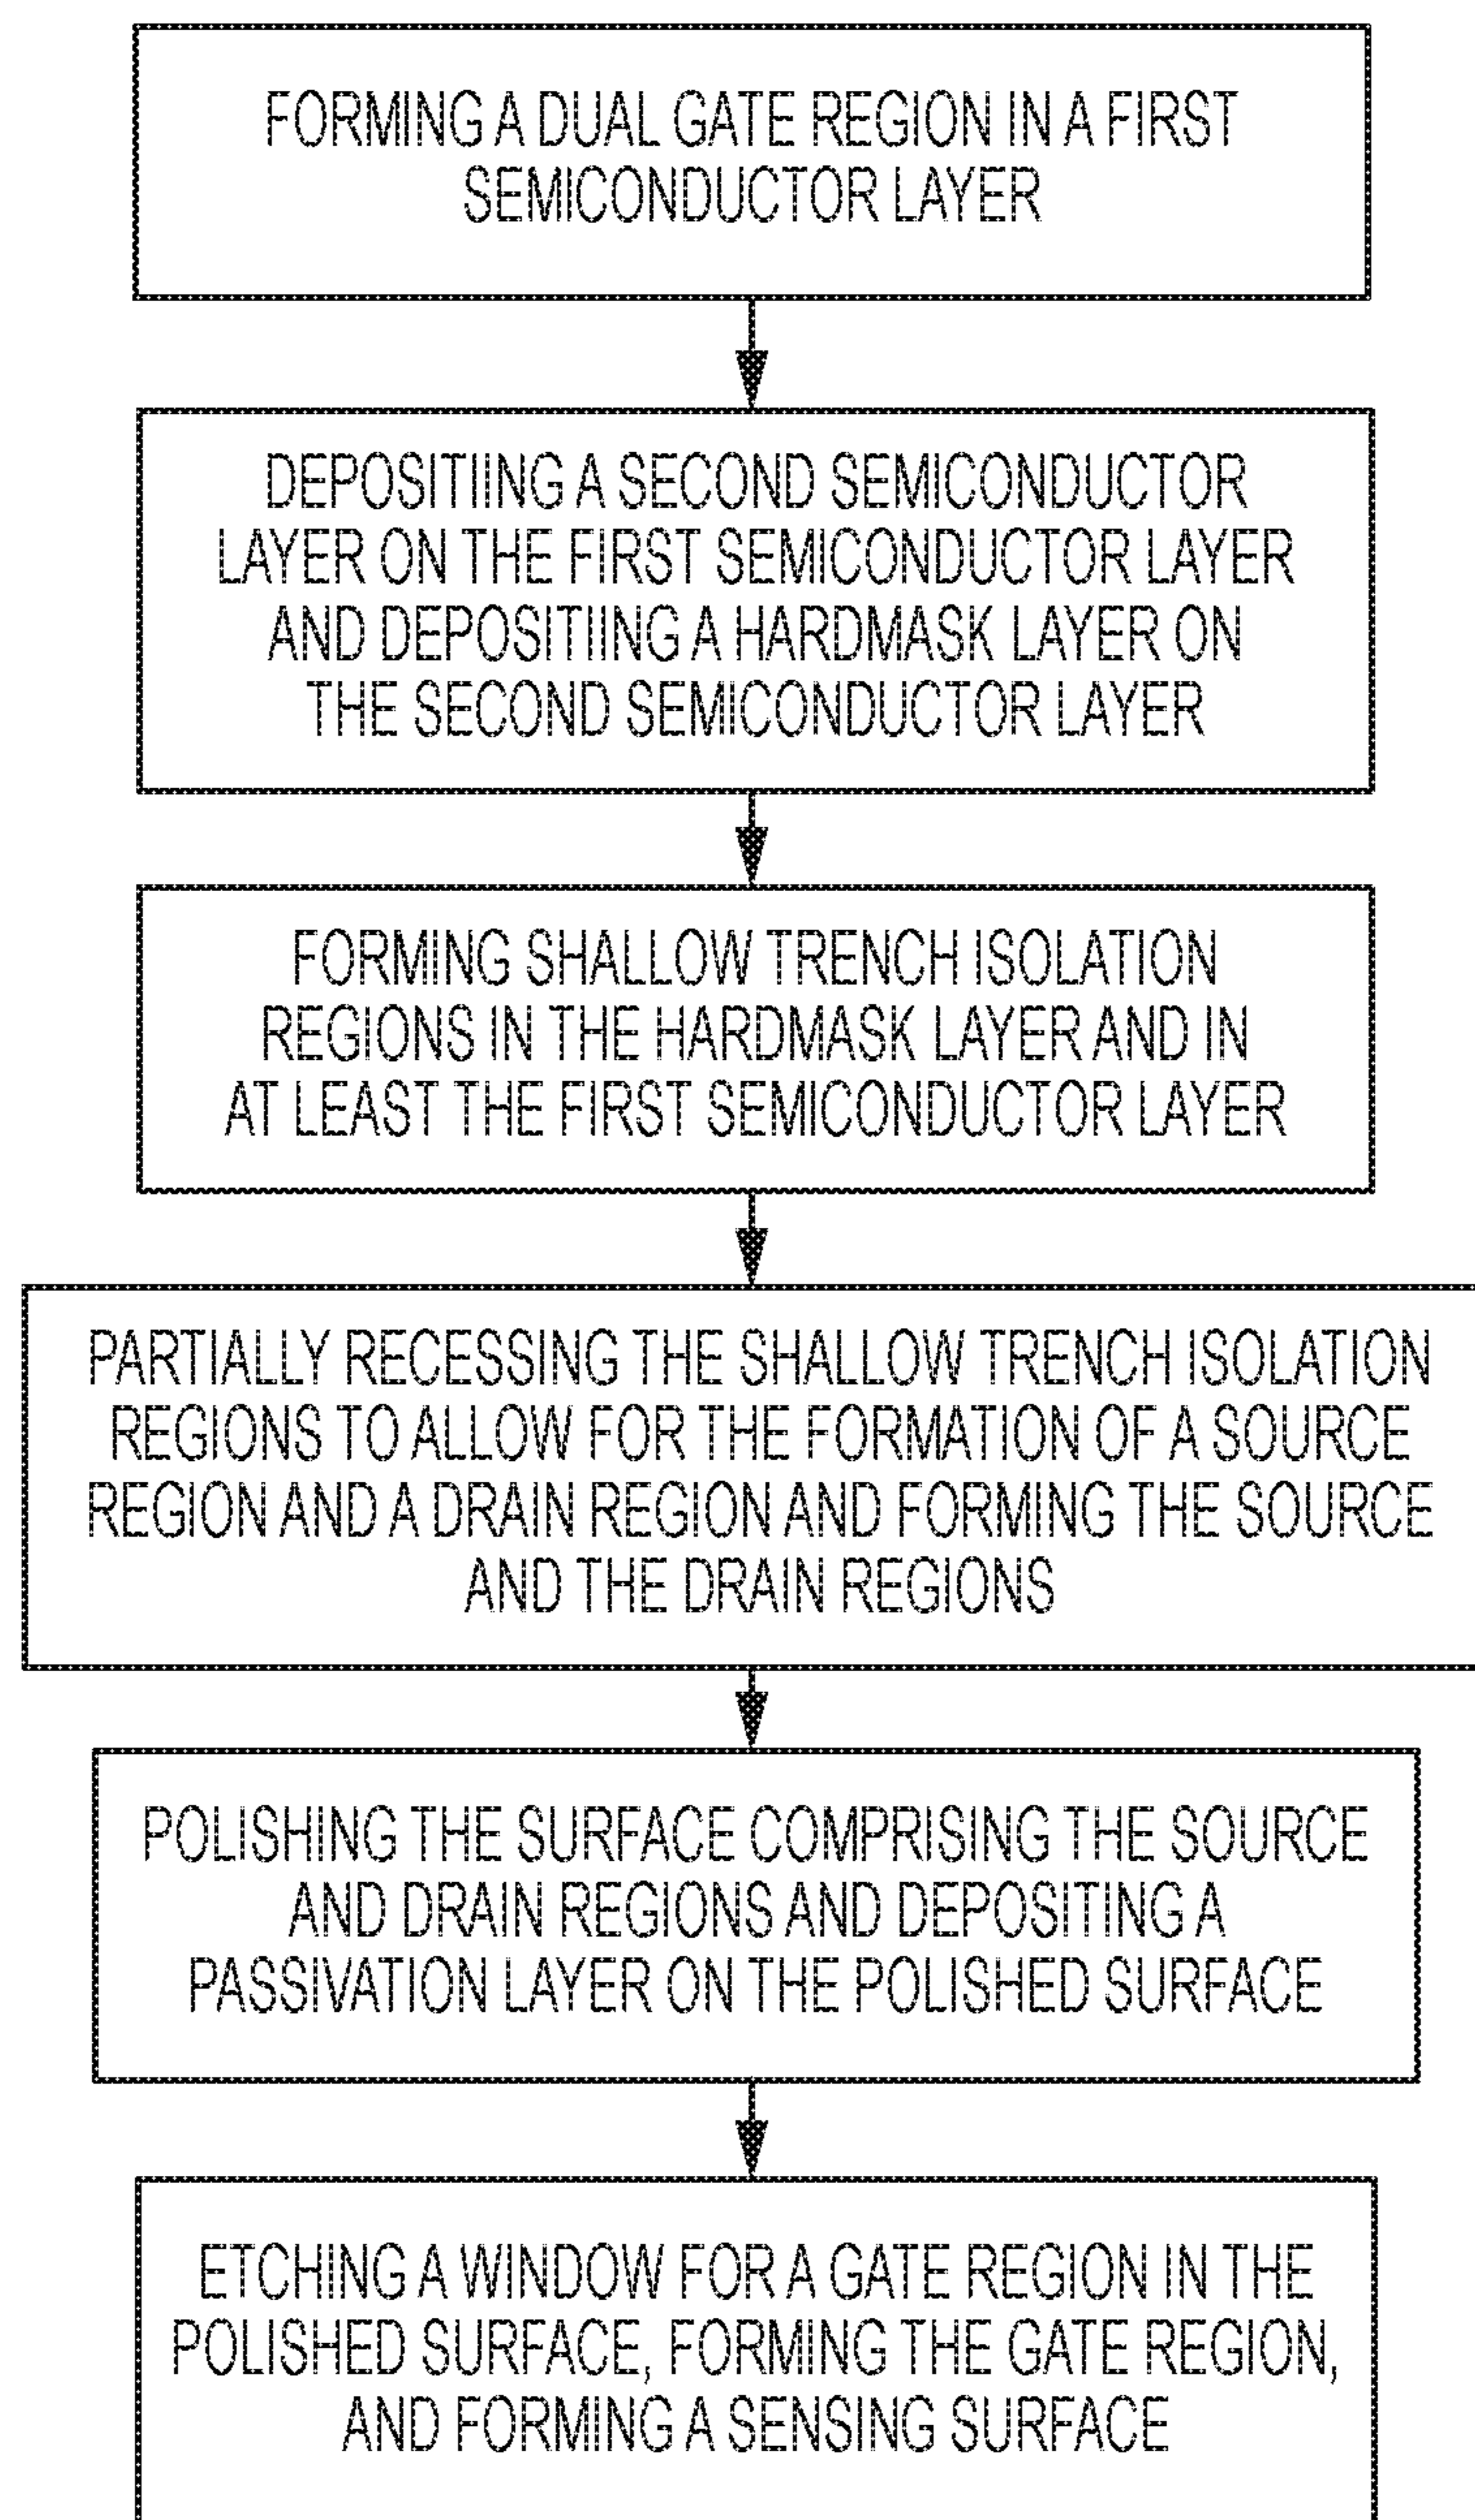 FORMING A DUAL GATE REGION IN A FIRST
SEMICONDUCTOR LAYER
DEPOSITIING A SECOND SEMICONDUCTOR
LAYER ON THE FIRST SEMICONDUCTOR LAYER
AND DEPOSITIING A HARDMASK LAYER ON
THE SECOND SEMICONDUCTOR LAYER
FORMING SHALLOW TRENCH ISOLATION
REGIONS IN THE HARDMASK LAYER AND IN
AT LEAST THE FIRST SEMICONDUCTOR LAYER
PARTIALLY RECESSING THE SHALLOW TRENCH ISOLATION
REGIONS TO ALLOW FOR THE FORMATION OF A SOURCE
REGION AND A DRAIN REGION AND FORMING THE SOURCE
AND THE DRAIN REGIONS
POLISHING THE SURFACE COMPRISING THE SOURCE
AND DRAIN REGIONS AND DEPOSITING A
PASSIVATION LAYER ON THE POLISHED SURFACE
ETCHING A WINDOW FOR A GATE REGION IN THE
POLISHED SURFACE, FORMING THE GATE REGION,
AND FORMING A SENSING SURFACE